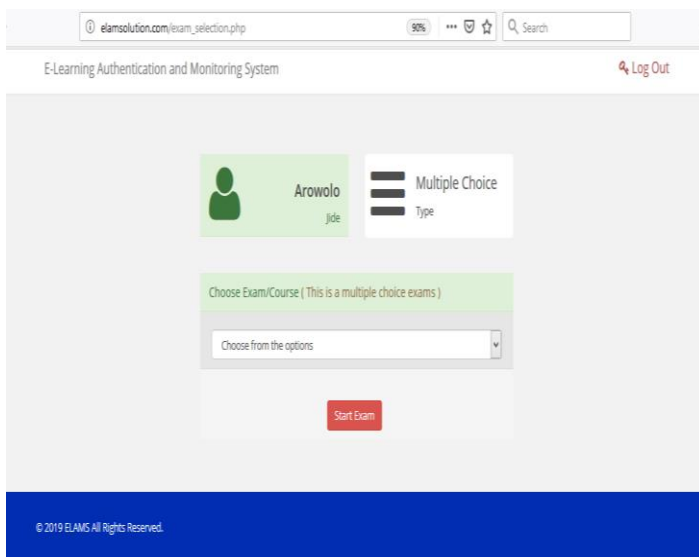 elamsolution.com/exam_selection.php 90% Search
E-Learning Authentication and Monitoring System Log Out
Arowolo
Jide
Multiple Choice
Type
Choose Exam/Course ( This is a multiple choice exams )
Choose from the options
Start Exam
© 2019 ELAMS All Rights Reserved.